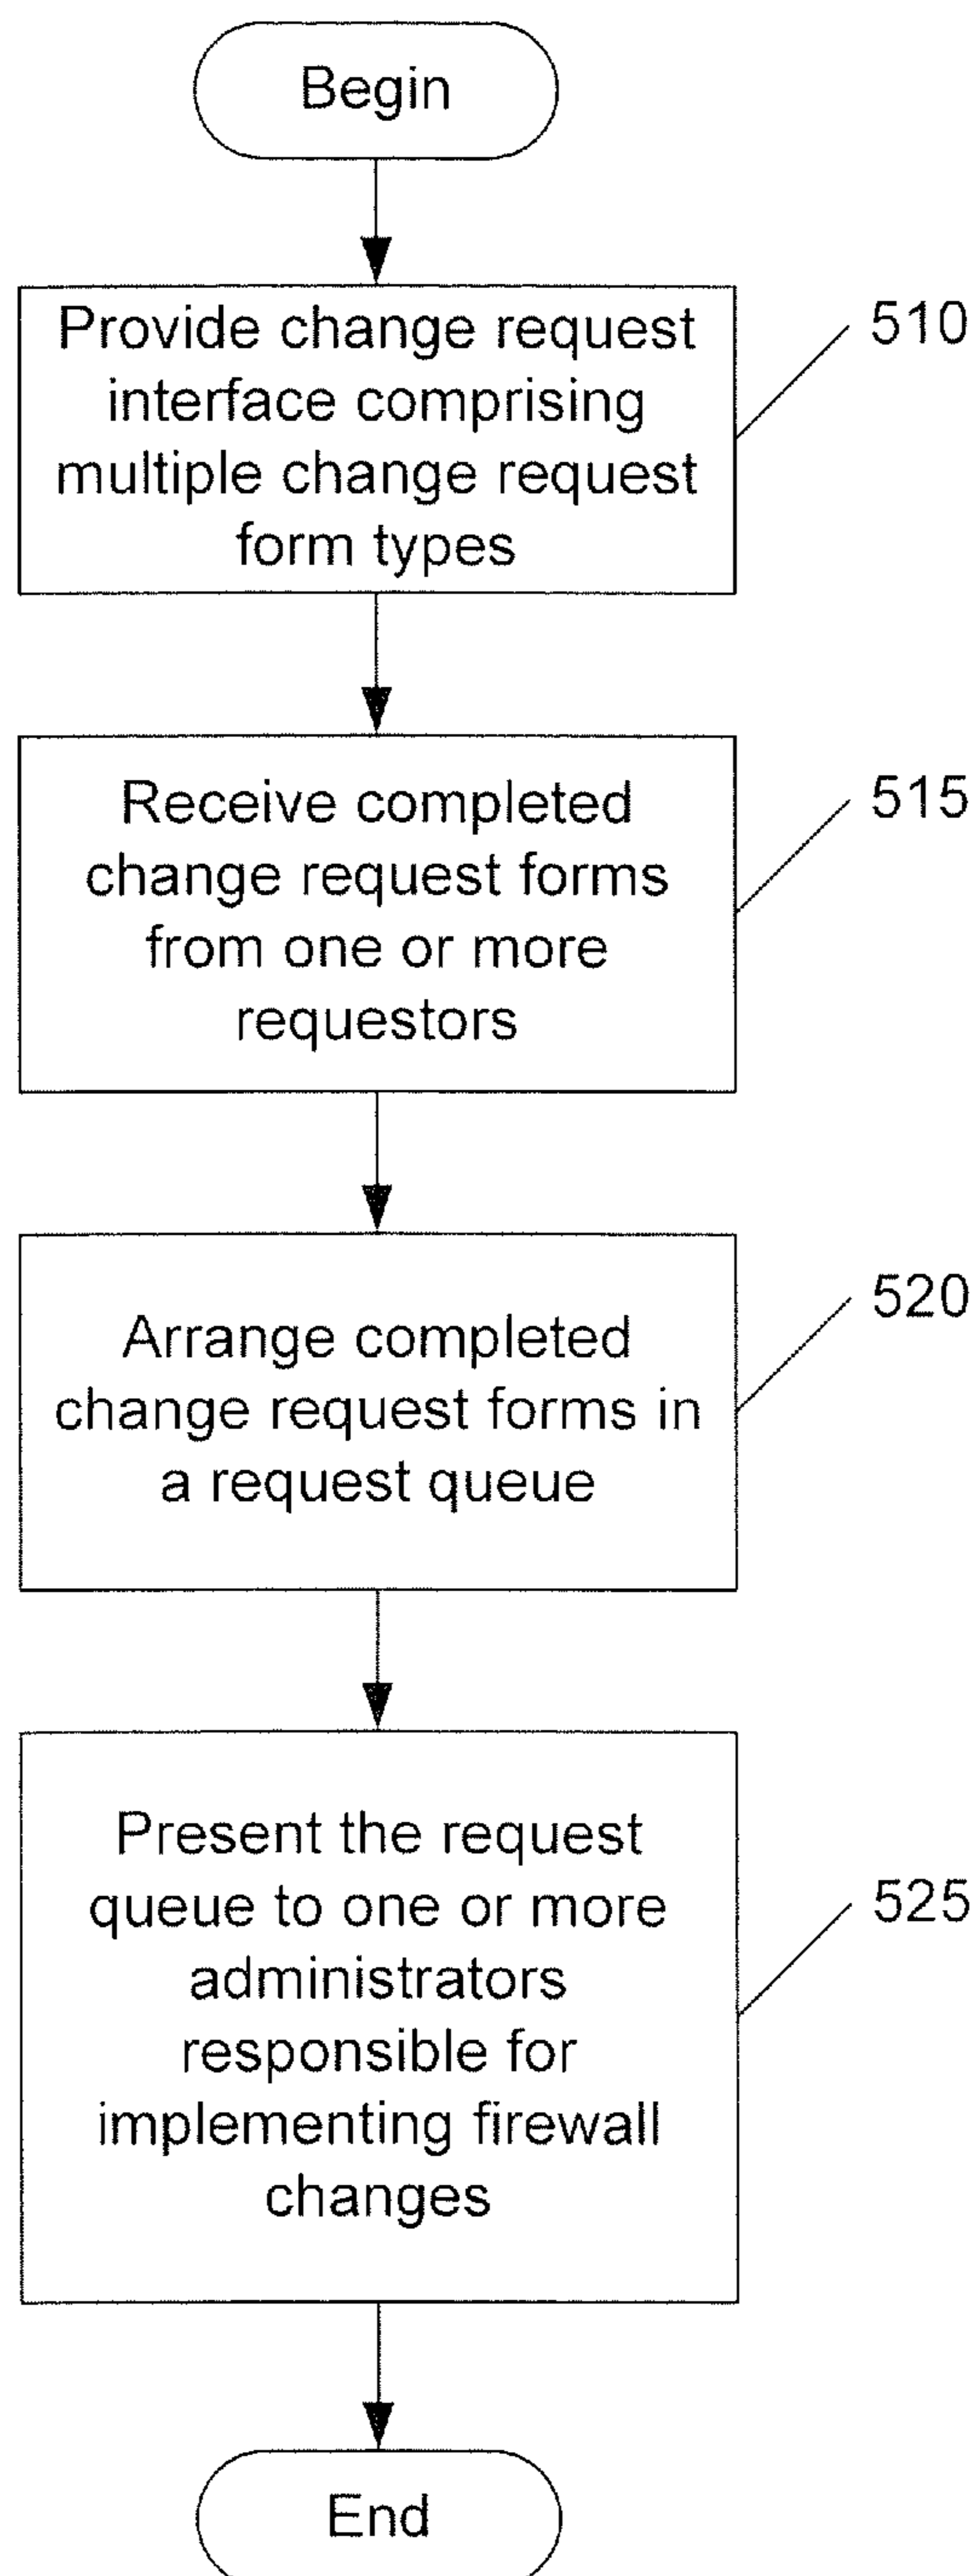 Begin
Provide change request
interface comprising
multiple change request
form types
510
Receive completed
change request forms
from one or more
requestors
515
Arrange completed
change request forms in
a request queue
520
Present the request
queue to one or more
administrators
responsible for
implementing firewall
changes
525
End